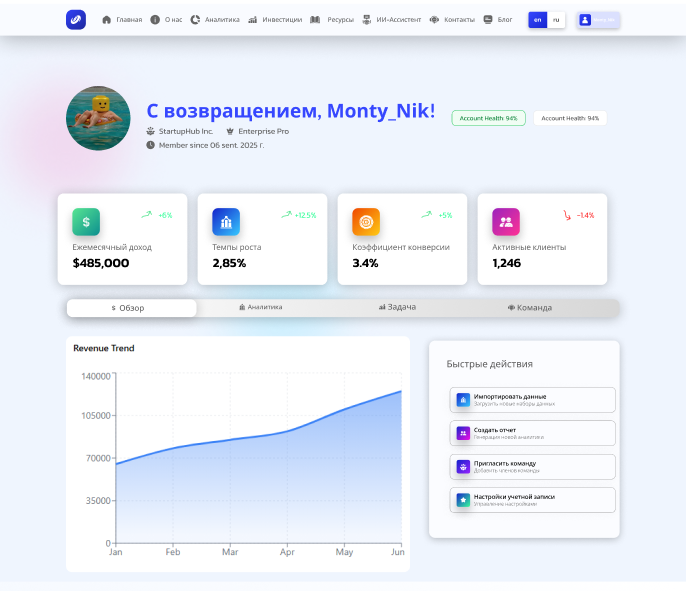 Главная О нас Аналитика Инвестиции Ресурсы ИИ-Ассистент Контакты Блог en ru
С возвращением, Monty_Nik!
Account Health: 94% Account Health: 94%
StartupHub Inc. Enterprise Pro
Member since 06 sent. 2025 г.
$ +6% +12.5% +5% -1.4%
Ежемесячный доход Темпы роста Коэффициент конверсии Активные клиенты
$485,000 2,85% 3.4% 1,246
$ Обзор Аналитика Задача Команда
Revenue Trend
140000
105000
70000
35000
0
Jan Feb Mar Apr May Jun
Быстрые действия
Импортировать данные
Загрузить новые наборы данных
Создать отчет
Генерация новой аналитики
Пригласить команду
Добавить членов команды
Настройки учетной записи
Управление настройками